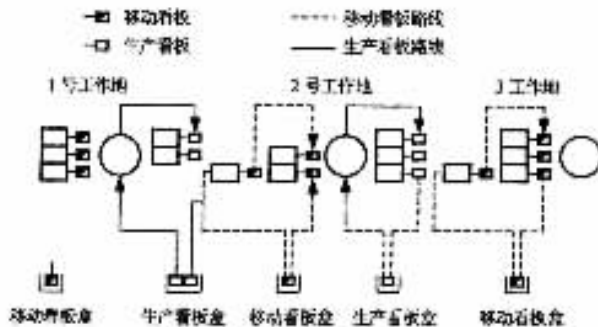 移动看板
移动看板路线
生产看板
生产看板路线
1号工作地
2号工作地
3工作地
移动看板盒
生产看板盒
移动看板盒
生产看板盒
移动看板盒